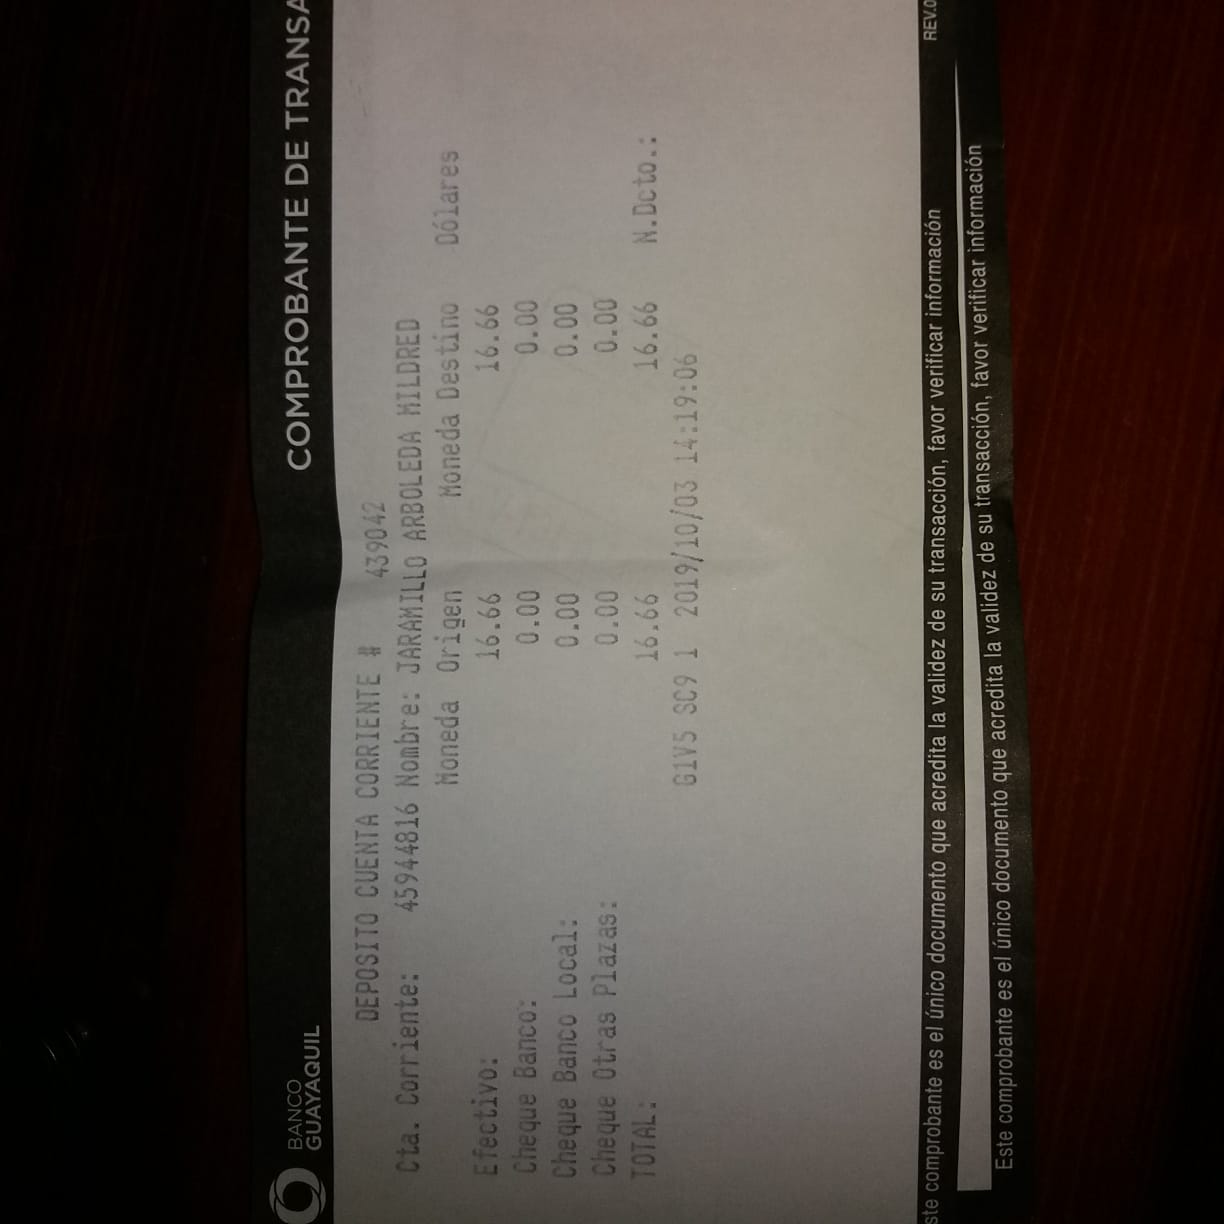 BANCO
GUAYAQUIL
COMPROBANTE DE TRANSA
DEPOSITO CUENTA CORRIENTE # 439042
Cta. Corriente: 45944816 Nombre: JARAMILLO ARBOLEDA MILDRED
Moneda Origen Moneda Destino Dólares
Efectivo: 16.66 16.66
Cheque Banco: 0.00 0.00
Cheque Banco Local: 0.00 0.00
Cheque Otras Plazas: 0.00 0.00
TOTAL: 16.66 16.66 N.Dcto.:
G1V5 SC9 1 2019/10/03 14:19:06
ste comprobante es el único documento que acredita la validez de su transacción, favor verificar información REV.0
Este comprobante es el único documento que acredita la validez de su transacción, favor verificar información